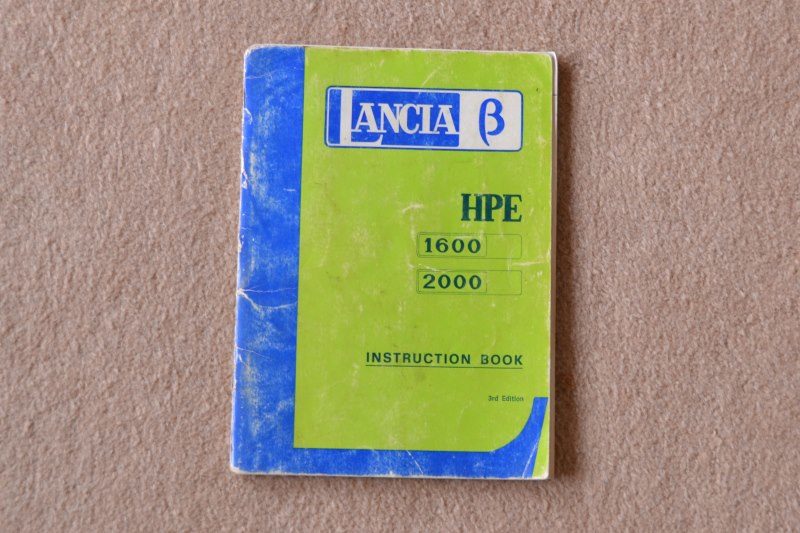 LANCIA β
HPE
1600
2000
INSTRUCTION BOOK
3rd Edition